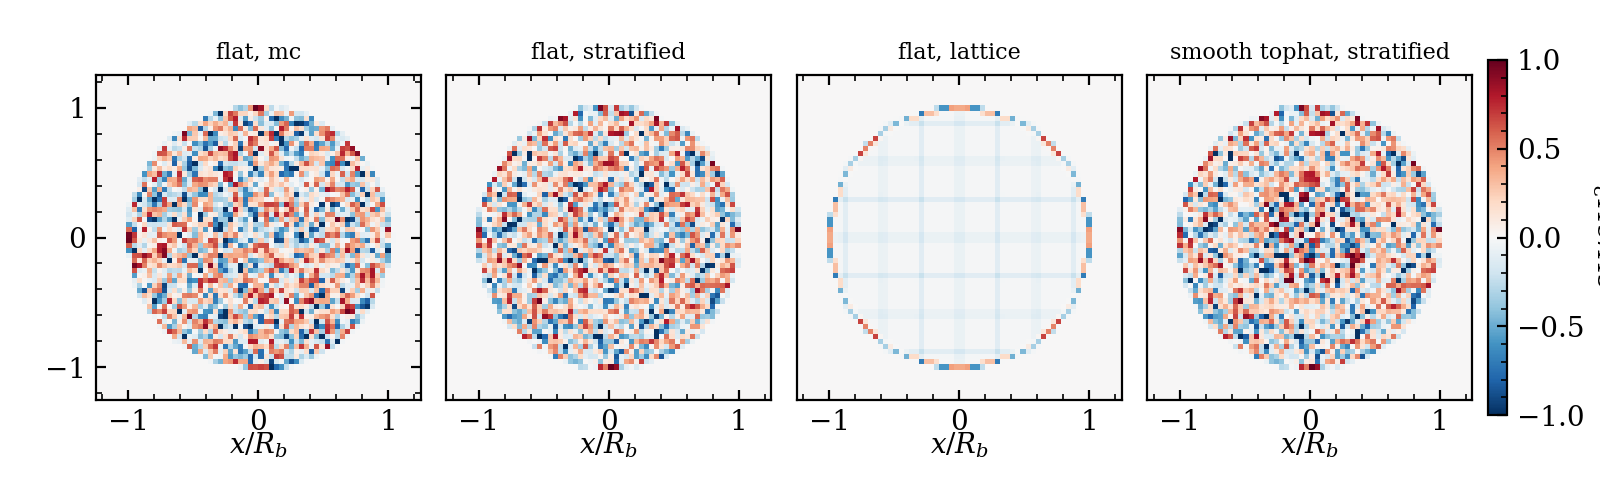 flat, mc
flat, stratified
flat, lattice
smooth tophat, stratified
1
0
−1
−1 0 1
x/R_b
−1 0 1
x/R_b
−1 0 1
x/R_b
−1 0 1
x/R_b
1.0
0.5
0.0
−0.5
−1.0